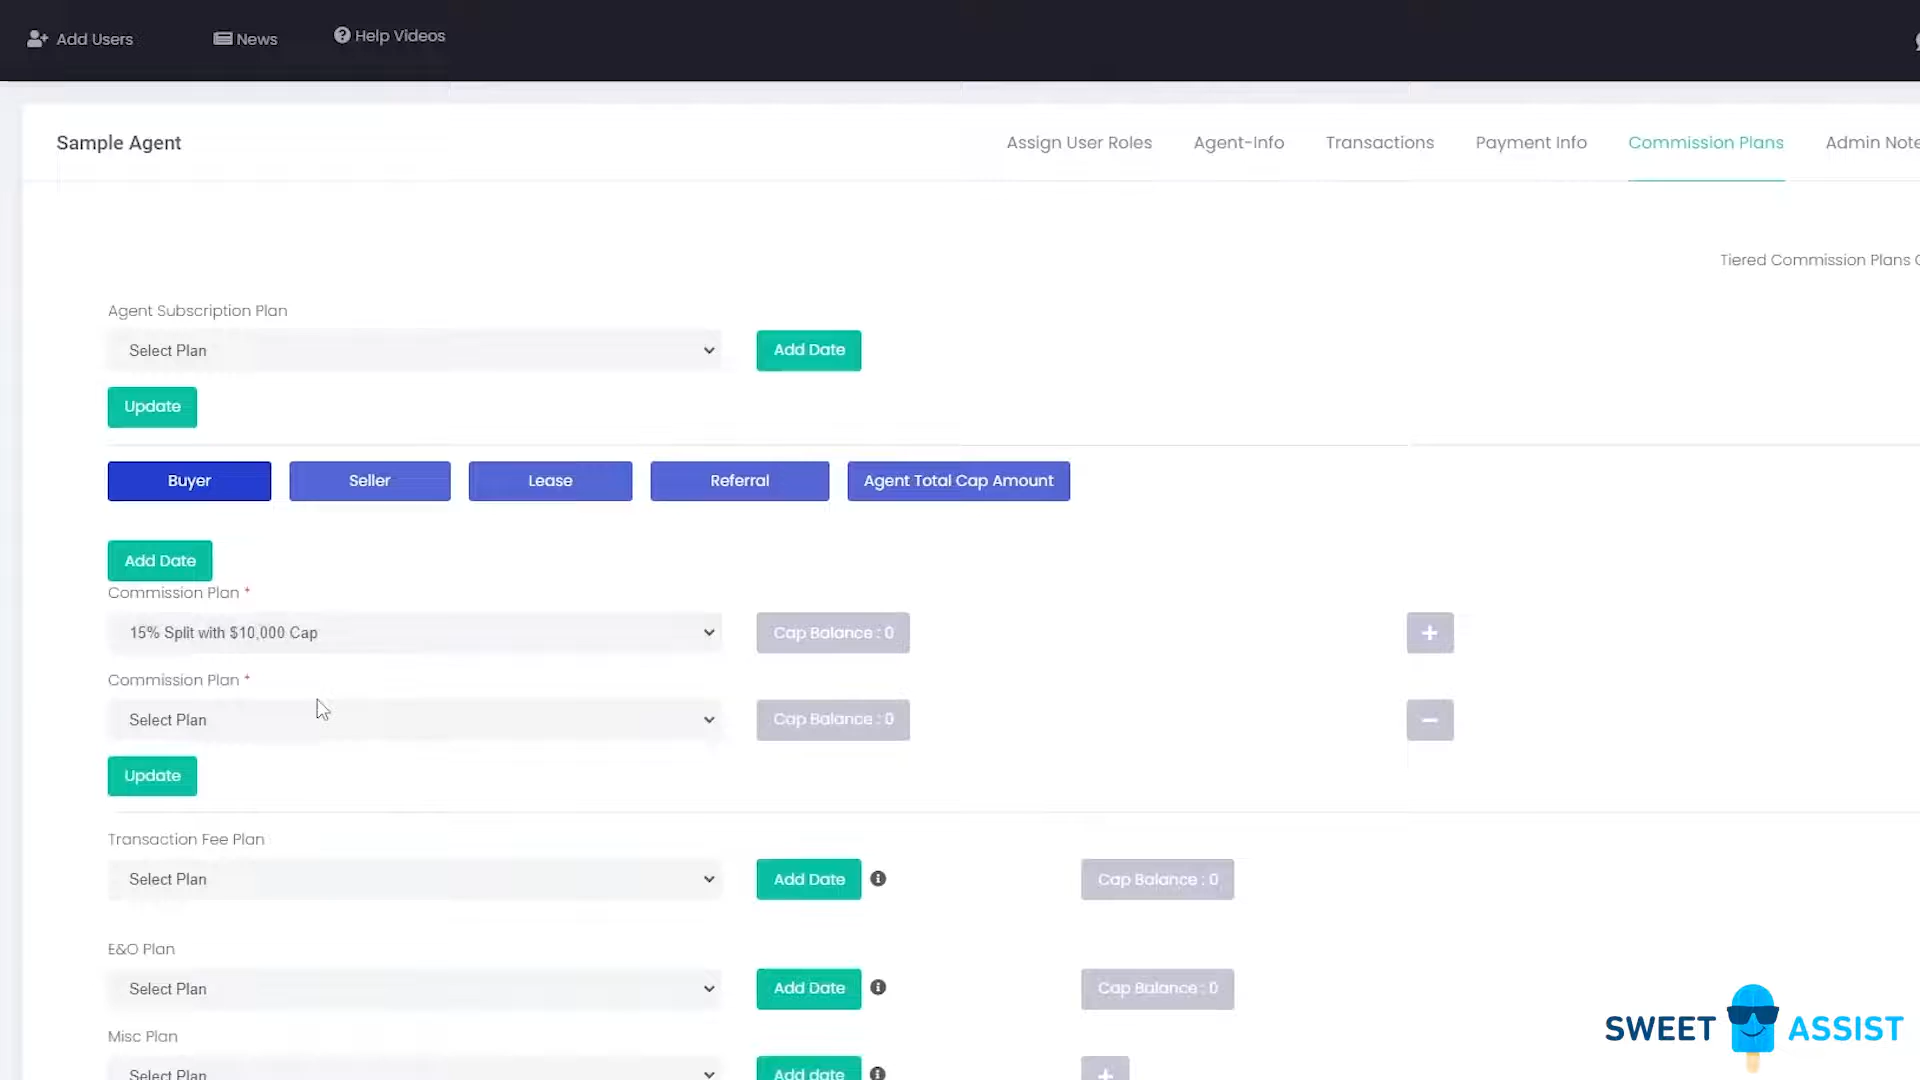 Add Users
News
Help Videos
Sample Agent
Assign User Roles
Agent-Info
Transactions
Payment Info
Commission Plans
Admin Note
Tiered Commission Plans
Agent Subscription Plan
Select Plan
Add Date
Update
Buyer
Seller
Lease
Referral
Agent Total Cap Amount
Add Date
Commission Plan *
15% Split with $10,000 Cap
Cap Balance : 0
+
Commission Plan *
Select Plan
Cap Balance : 0
−
Update
Transaction Fee Plan
Select Plan
Add Date
Cap Balance : 0
E&O Plan
Select Plan
Add Date
Cap Balance : 0
Misc Plan
Select Plan
Add date
+
SWEET ASSIST